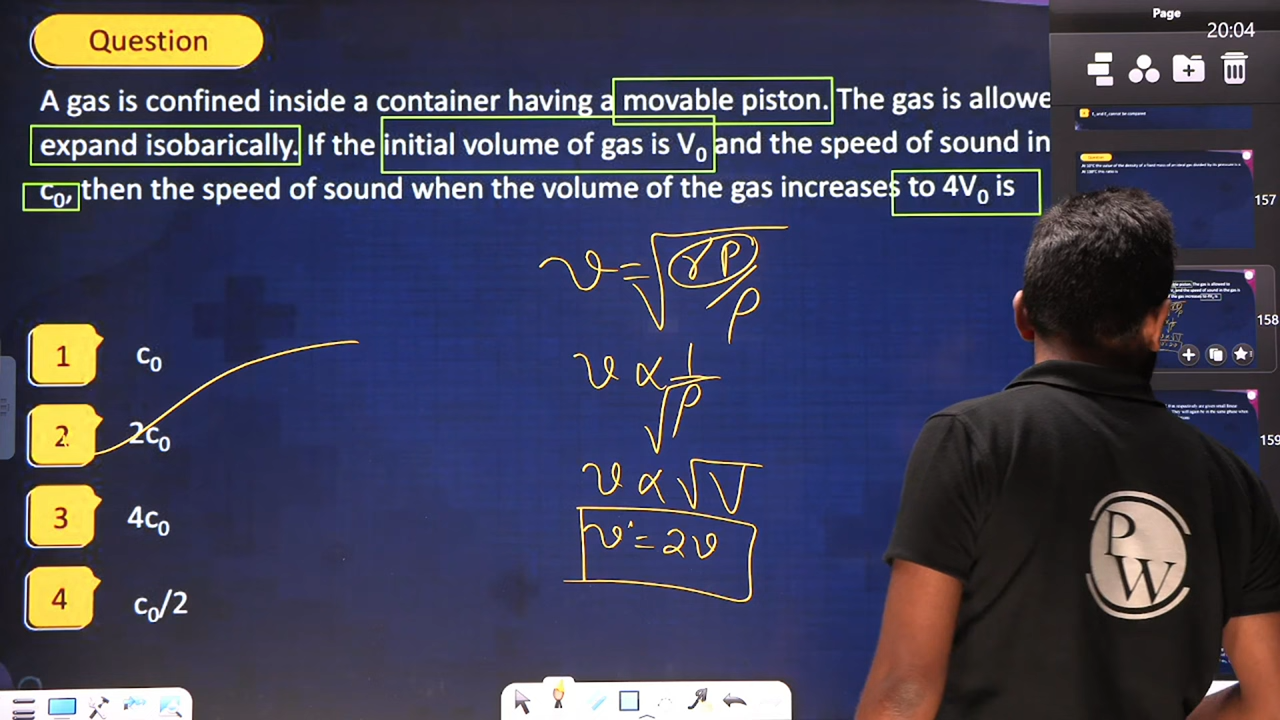 Page
20:04
Question
A gas is confined inside a container having a movable piston. The gas is allowe
expand isobarically. If the initial volume of gas is V₀ and the speed of sound in
c₀, then the speed of sound when the volume of the gas increases to 4V₀ is
1 c₀
2 2c₀
3 4c₀
4 c₀/2
v = √(γP/ρ)
v ∝ 1/√ρ
v ∝ √V
v' = 2v
157
158
159
P
W